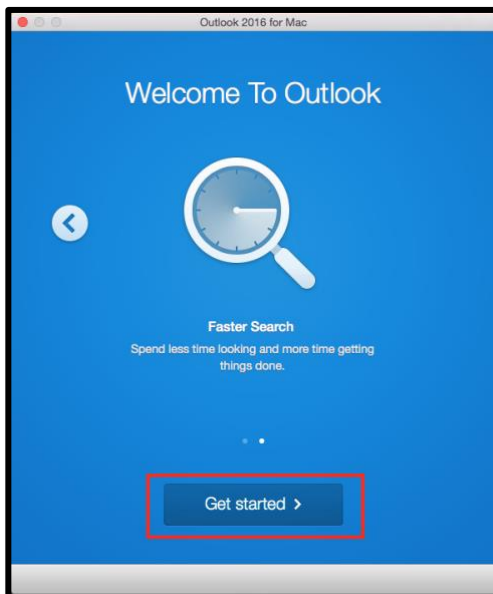 Outlook 2016 for Mac
Welcome To Outlook
Faster Search
Spend less time looking and more time getting
things done.
Get started